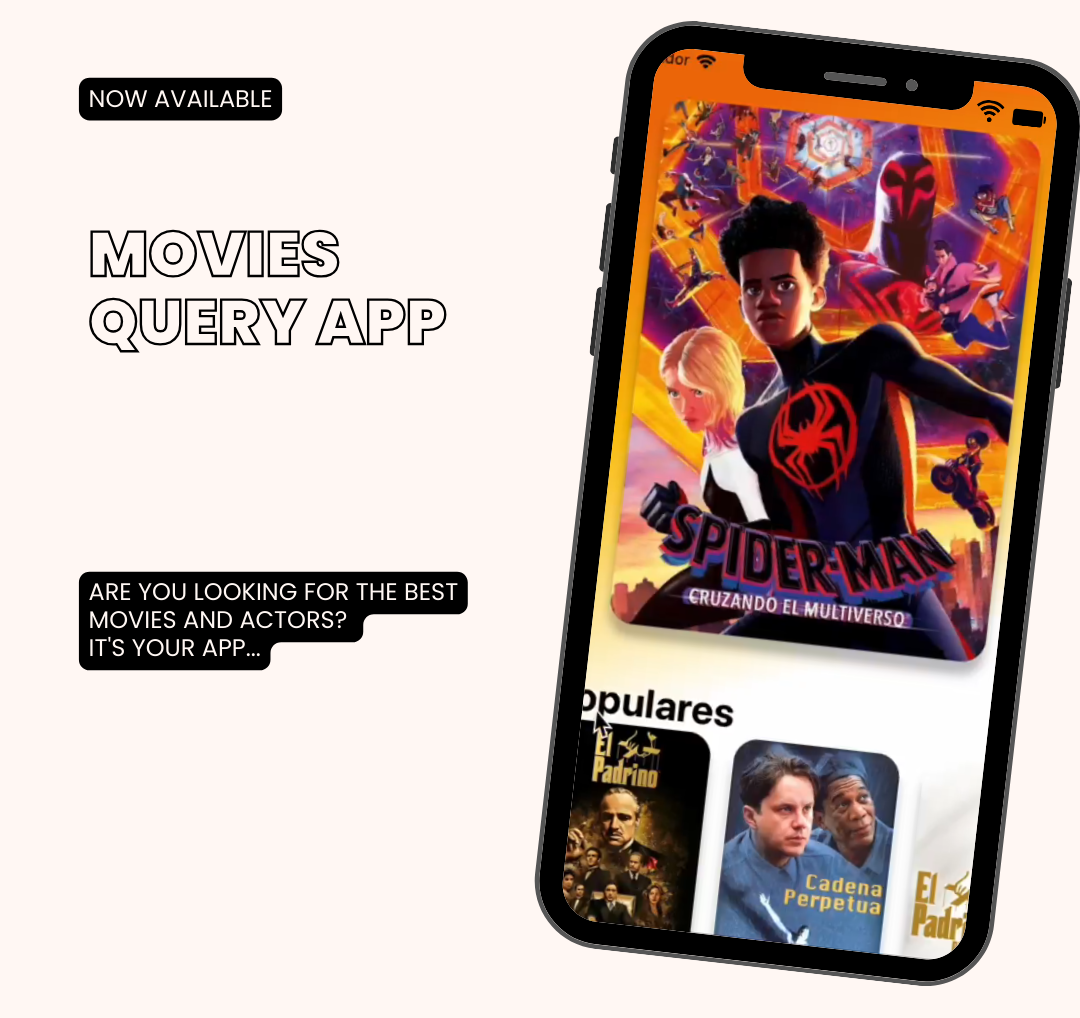 NOW AVAILABLE
MOVIES
QUERY APP
ARE YOU LOOKING FOR THE BEST
MOVIES AND ACTORS?
IT'S YOUR APP...
dor
SPIDER-MAN
CRUZANDO EL MULTIVERSO
opulares
El
Padrino
Cadena
Perpetua
El
Padri